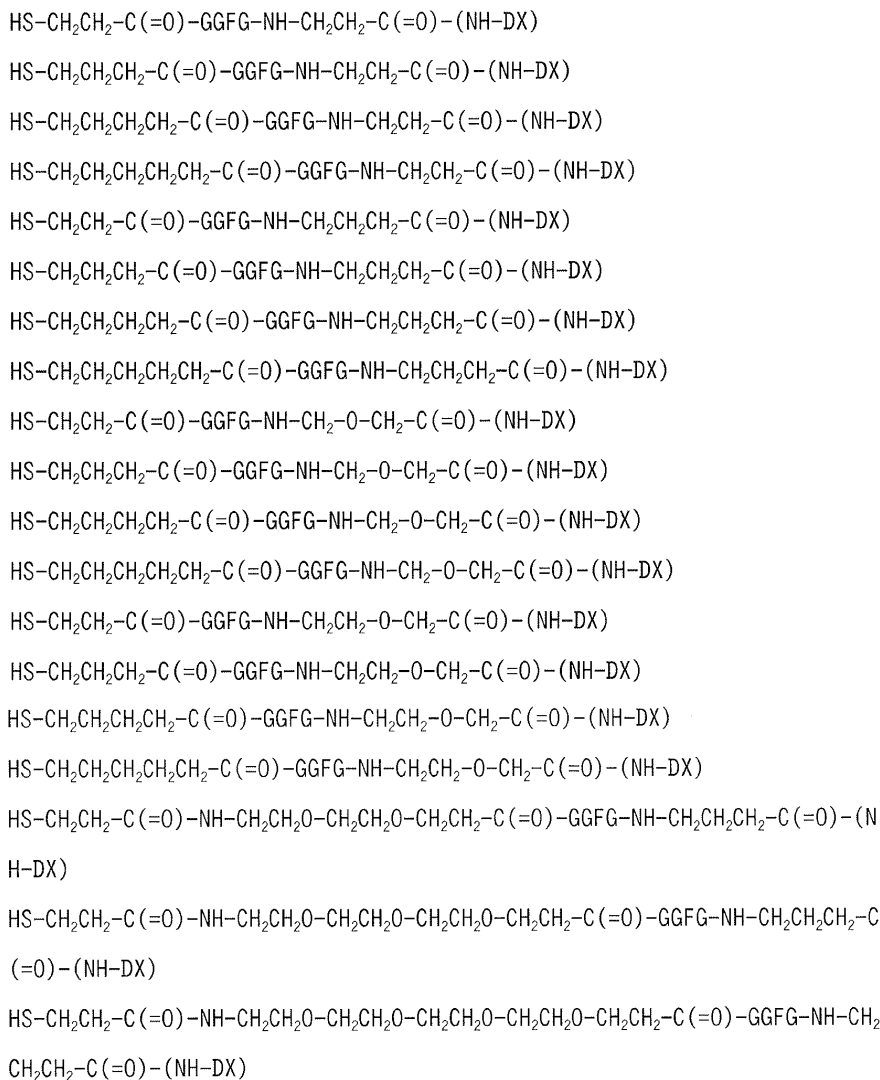 HS-CH₂CH₂-C(=O)-GGFG-NH-CH₂CH₂-C(=O)-(NH-DX)
HS-CH₂CH₂CH₂-C(=O)-GGFG-NH-CH₂CH₂-C(=O)-(NH-DX)
HS-CH₂CH₂CH₂CH₂-C(=O)-GGFG-NH-CH₂CH₂-C(=O)-(NH-DX)
HS-CH₂CH₂CH₂CH₂CH₂-C(=O)-GGFG-NH-CH₂CH₂-C(=O)-(NH-DX)
HS-CH₂CH₂-C(=O)-GGFG-NH-CH₂CH₂CH₂-C(=O)-(NH-DX)
HS-CH₂CH₂CH₂-C(=O)-GGFG-NH-CH₂CH₂CH₂-C(=O)-(NH-DX)
HS-CH₂CH₂CH₂CH₂-C(=O)-GGFG-NH-CH₂CH₂CH₂-C(=O)-(NH-DX)
HS-CH₂CH₂CH₂CH₂CH₂-C(=O)-GGFG-NH-CH₂CH₂CH₂-C(=O)-(NH-DX)
HS-CH₂CH₂-C(=O)-GGFG-NH-CH₂-O-CH₂-C(=O)-(NH-DX)
HS-CH₂CH₂CH₂-C(=O)-GGFG-NH-CH₂-O-CH₂-C(=O)-(NH-DX)
HS-CH₂CH₂CH₂CH₂-C(=O)-GGFG-NH-CH₂-O-CH₂-C(=O)-(NH-DX)
HS-CH₂CH₂CH₂CH₂CH₂-C(=O)-GGFG-NH-CH₂-O-CH₂-C(=O)-(NH-DX)
HS-CH₂CH₂-C(=O)-GGFG-NH-CH₂CH₂-O-CH₂-C(=O)-(NH-DX)
HS-CH₂CH₂CH₂-C(=O)-GGFG-NH-CH₂CH₂-O-CH₂-C(=O)-(NH-DX)
HS-CH₂CH₂CH₂CH₂-C(=O)-GGFG-NH-CH₂CH₂-O-CH₂-C(=O)-(NH-DX)
HS-CH₂CH₂CH₂CH₂CH₂-C(=O)-GGFG-NH-CH₂CH₂-O-CH₂-C(=O)-(NH-DX)
HS-CH₂CH₂-C(=O)-NH-CH₂CH₂O-CH₂CH₂O-CH₂CH₂-C(=O)-GGFG-NH-CH₂CH₂CH₂-C(=O)-(N
H-DX)
HS-CH₂CH₂-C(=O)-NH-CH₂CH₂O-CH₂CH₂O-CH₂CH₂O-CH₂CH₂-C(=O)-GGFG-NH-CH₂CH₂CH₂-C
(=O)-(NH-DX)
HS-CH₂CH₂-C(=O)-NH-CH₂CH₂O-CH₂CH₂O-CH₂CH₂O-CH₂CH₂O-CH₂CH₂-C(=O)-GGFG-NH-CH₂
CH₂CH₂-C(=O)-(NH-DX)